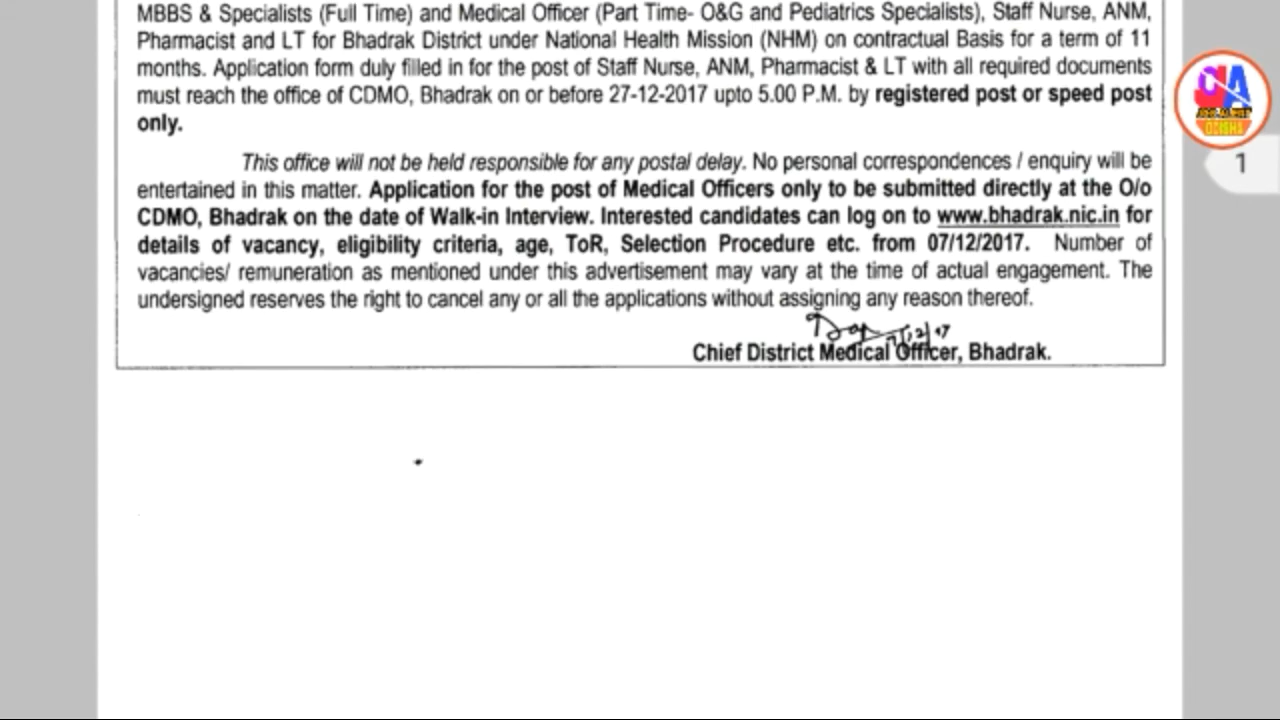 MBBS & Specialists (Full Time) and Medical Officer (Part Time- O&G and Pediatrics Specialists), Staff Nurse, ANM,
Pharmacist and LT for Bhadrak District under National Health Mission (NHM) on contractual Basis for a term of 11
months. Application form duly filled in for the post of Staff Nurse, ANM, Pharmacist & LT with all required documents
must reach the office of CDMO, Bhadrak on or before 27-12-2017 upto 5.00 P.M. by registered post or speed post
only.
This office will not be held responsible for any postal delay. No personal correspondences / enquiry will be
entertained in this matter. Application for the post of Medical Officers only to be submitted directly at the O/o
CDMO, Bhadrak on the date of Walk-in Interview. Interested candidates can log on to www.bhadrak.nic.in for
details of vacancy, eligibility criteria, age, ToR, Selection Procedure etc. from 07/12/2017. Number of
vacancies/ remuneration as mentioned under this advertisement may vary at the time of actual engagement. The
undersigned reserves the right to cancel any or all the applications without assigning any reason thereof.
Chief District Medical Officer, Bhadrak.
JA
1